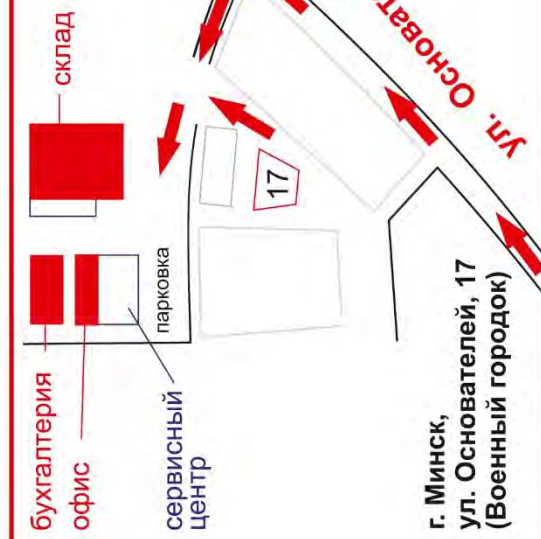 бухгалтерия
офис
сервисный
центр
склад
парковка
17
ул. Основат
г. Минск,
ул. Основателей, 17
(Военный городок)